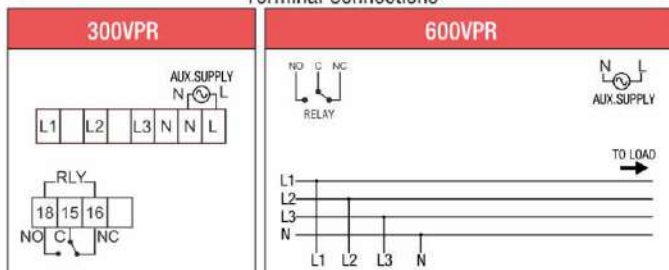 Terminal Connections
300VPR
600VPR
AUX.SUPPLY
N L
L1 L2 L3 N N L
RLY
18 15 16
NO C NC
NO C NC
RELAY
N L
AUX.SUPPLY
TO LOAD
L1
L2
L3
N
L1 L2 L3 N